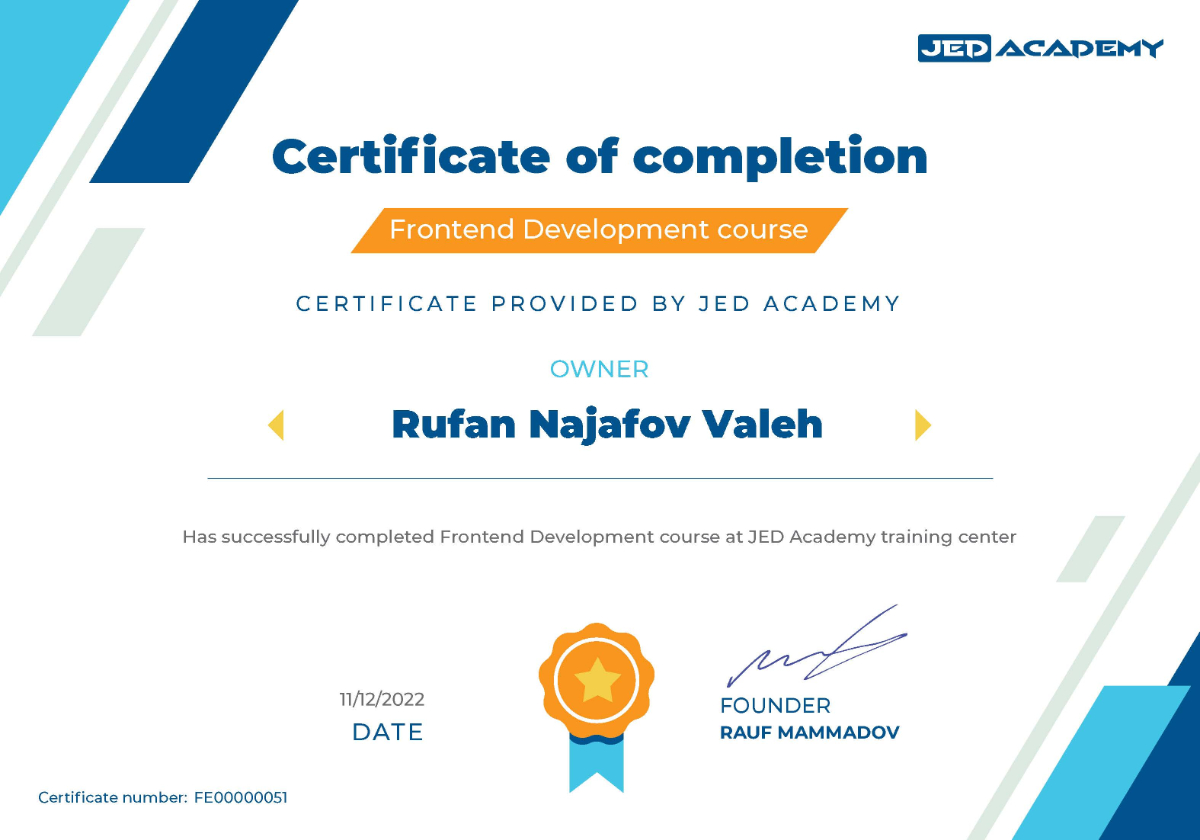 JED ACADEMY
Certificate of completion
Frontend Development course
CERTIFICATE PROVIDED BY JED ACADEMY
OWNER
Rufan Najafov Valeh
Has successfully completed Frontend Development course at JED Academy training center
11/12/2022
DATE
FOUNDER
RAUF MAMMADOV
Certificate number: FE00000051